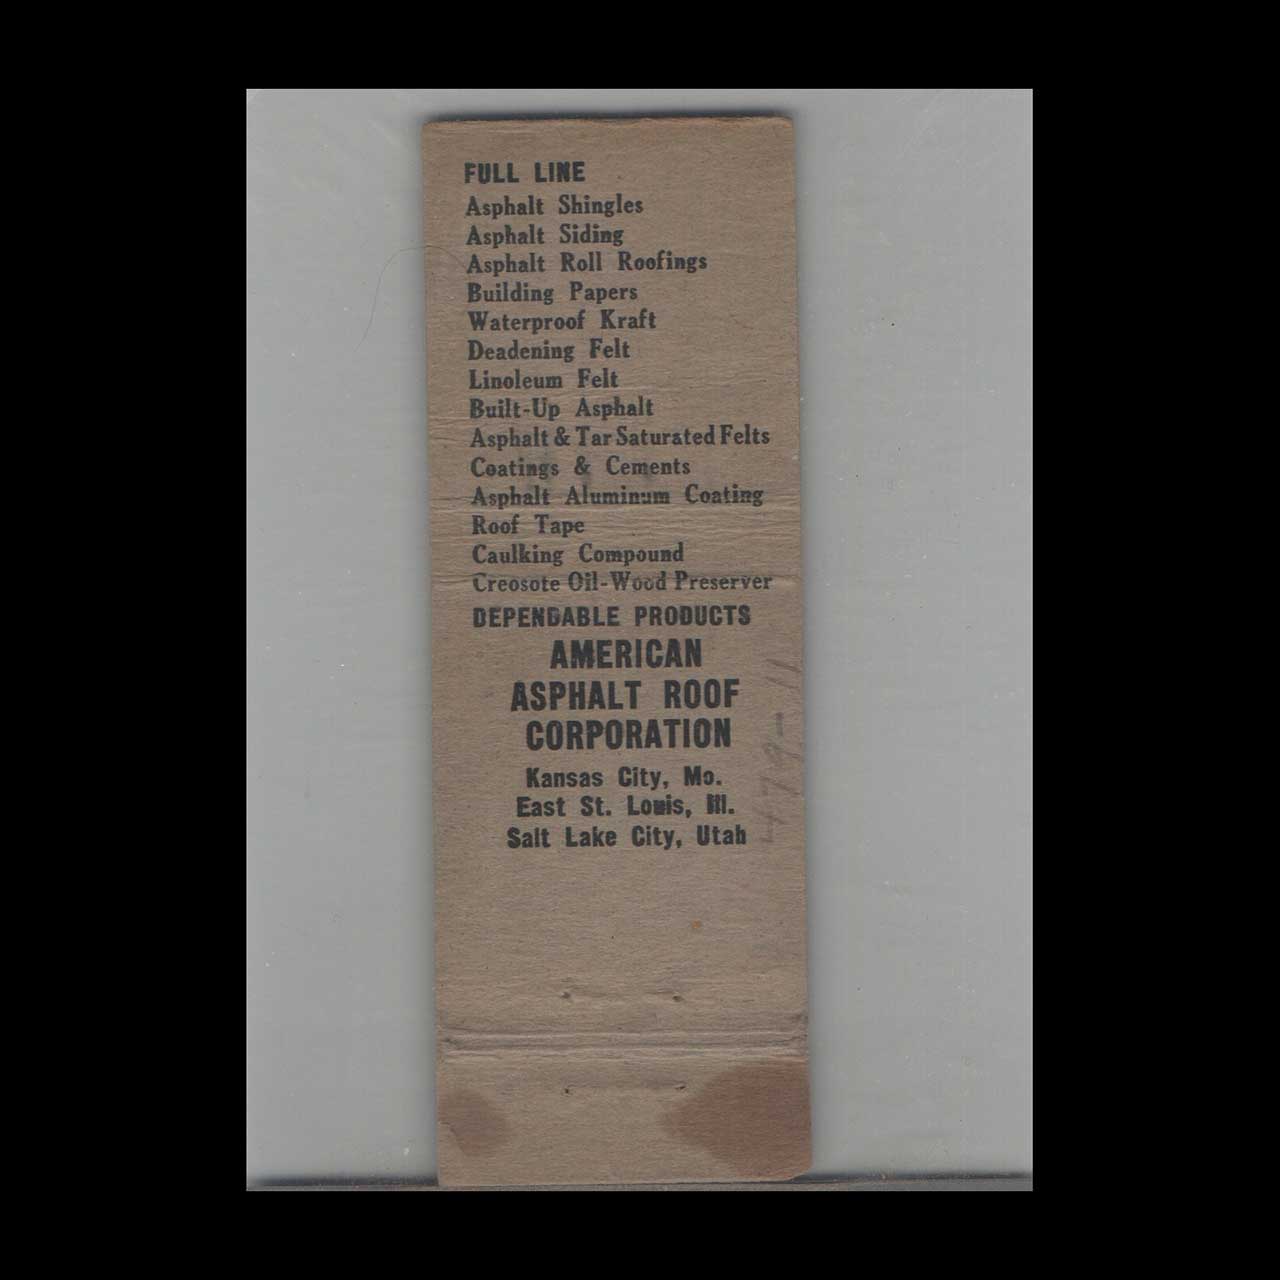 FULL LINE
Asphalt Shingles
Asphalt Siding
Asphalt Roll Roofings
Building Papers
Waterproof Kraft
Deadening Felt
Linoleum Felt
Built-Up Asphalt
Asphalt & Tar Saturated Felts
Coatings & Cements
Asphalt Aluminum Coating
Roof Tape
Caulking Compound
Creosote Oil-Wood Preserver
DEPENDABLE PRODUCTS
AMERICAN
ASPHALT ROOF
CORPORATION
Kansas City, Mo.
East St. Louis, Ill.
Salt Lake City, Utah